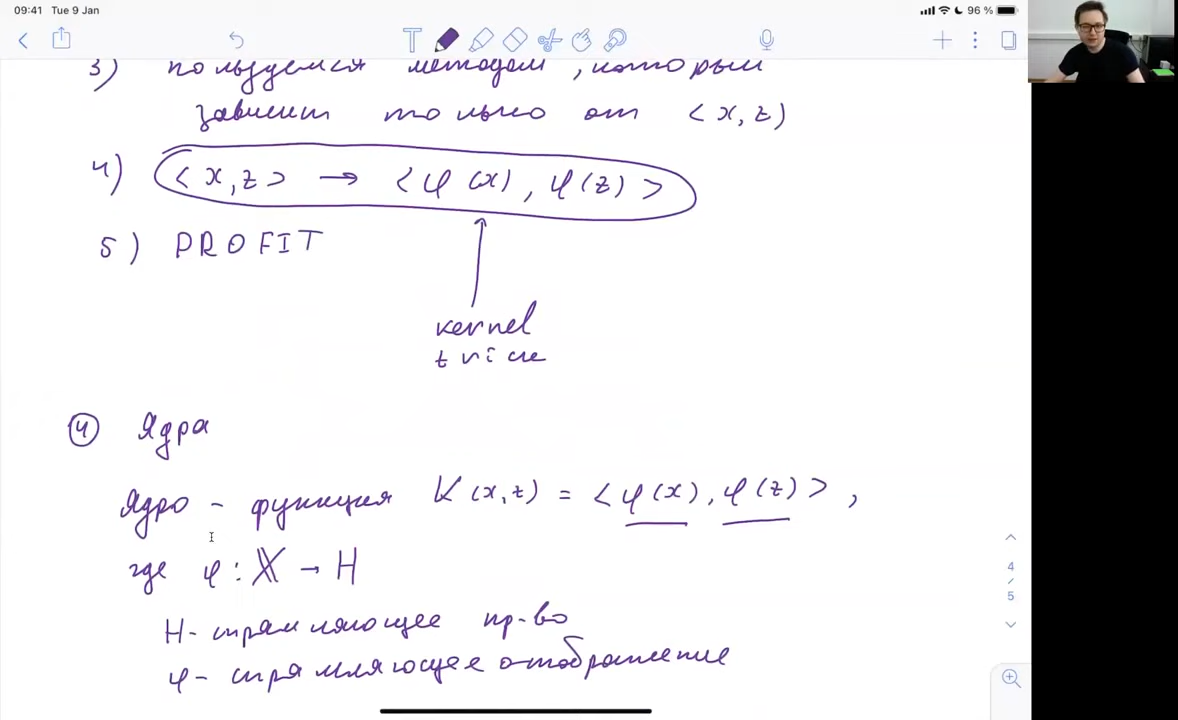 09:41 Tue 9 Jan
96 %
3) пользуемся методом, который
зависит только от <x, z>
4) <x, z> → <φ(x), φ(z)>
5) PROFIT
kernel
trick
④ Ядра
Ядро - функция K(x, z) = <φ(x), φ(z)>,
где φ: 𝕏 → H
H - спрямляющее пр-во
φ - спрямляющее отображение
4
/
5